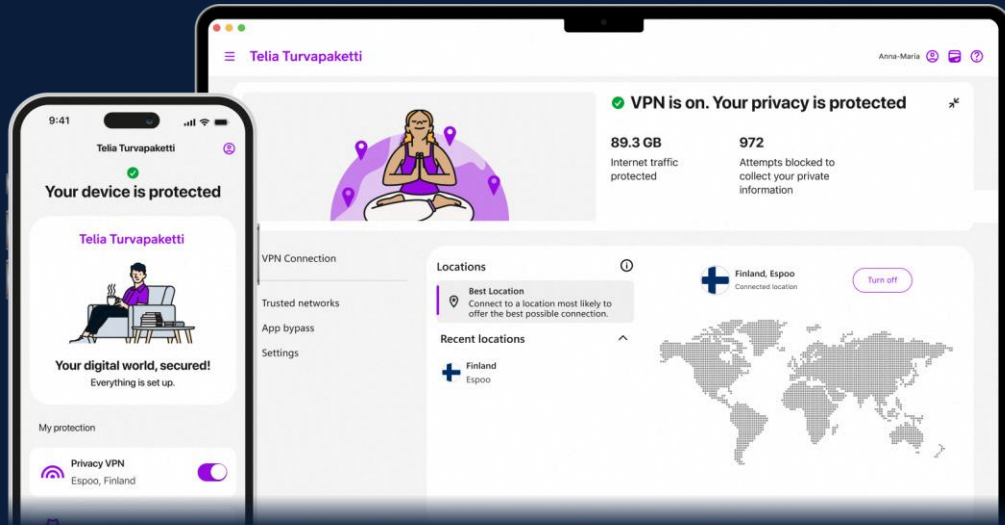 9:41
Telia Turvapaketti
Your device is protected
Telia Turvapaketti
Your digital world, secured!
Everything is set up.
My protection
Privacy VPN
Espoo, Finland
Telia Turvapaketti
Anna-Maria
VPN is on. Your privacy is protected
89.3 GB
Internet traffic
protected
972
Attempts blocked to
collect your private
information
VPN Connection
Trusted networks
App bypass
Settings
Locations
Best Location
Connect to a location most likely to
offer the best possible connection.
Recent locations
Finland
Espoo
Finland, Espoo
Connected location
Turn off